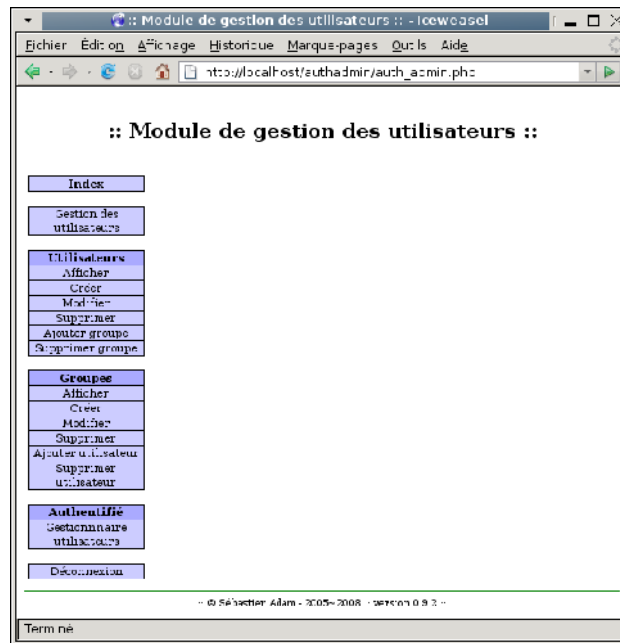 :: Module de gestion des utilisateurs :: - Iceweasel
Fichier Édition Affichage Historique Marque-pages Outils Aide
http://localhost/authadmin/auth_admin.php
:: Module de gestion des utilisateurs ::
Index
Gestion des
utilisateurs
Utilisateurs
Afficher
Créer
Modifier
Supprimer
Ajouter groupe
Supprimer groupe
Groupes
Afficher
Créer
Modifier
Supprimer
Ajouter utilisateur
Supprimer
utilisateur
Authentifié
Gestionnaire
utilisateurs
Déconnexion
:: © Sébastien Adam - 2005~2008 :: version 0.9.2 ::
Terminé